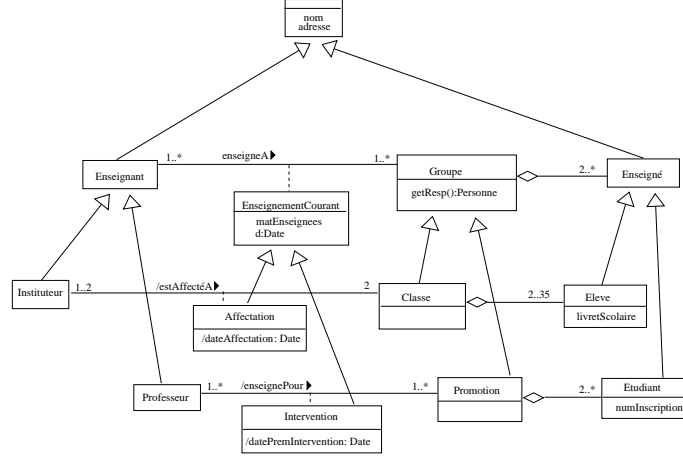 nom
adresse
1..*
enseigneA
1..*
Enseignant
Groupe
getResp():Personne
2..*
Enseigné
EnseignementCourant
matEnseignees
d:Date
Instituteur
1..2
/estAffectéA
2
Affectation
/dateAffectation: Date
Classe
2..35
Eleve
livretScolaire
Professeur
1..*
/enseignePour
1..*
Intervention
/datePremIntervention: Date
Promotion
2..*
Etudiant
numInscription